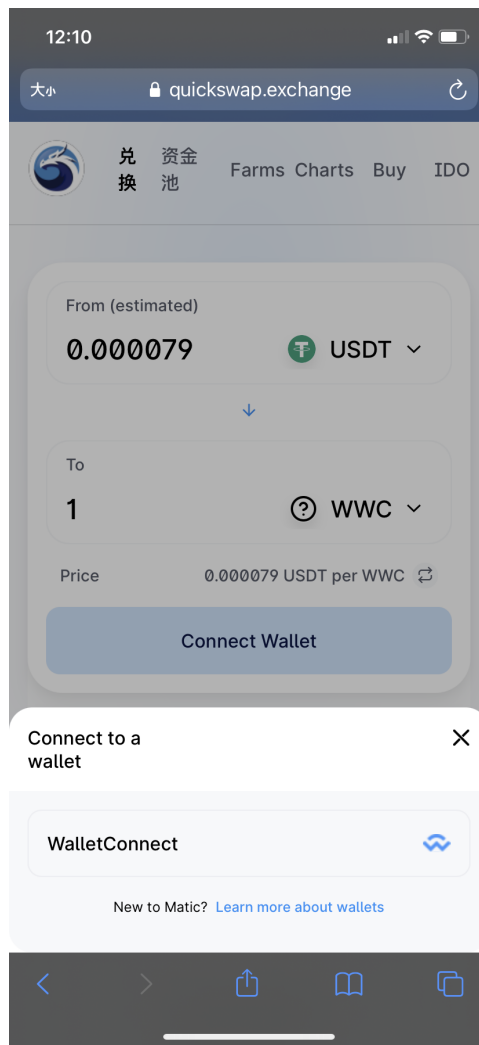 12:10
大小 quickswap.exchange
兑换 资金池 Farms Charts Buy IDO
From (estimated)
0.000079 USDT
To
1 WWC
Price 0.000079 USDT per WWC
Connect Wallet
Connect to a
wallet
WalletConnect
New to Matic? Learn more about wallets